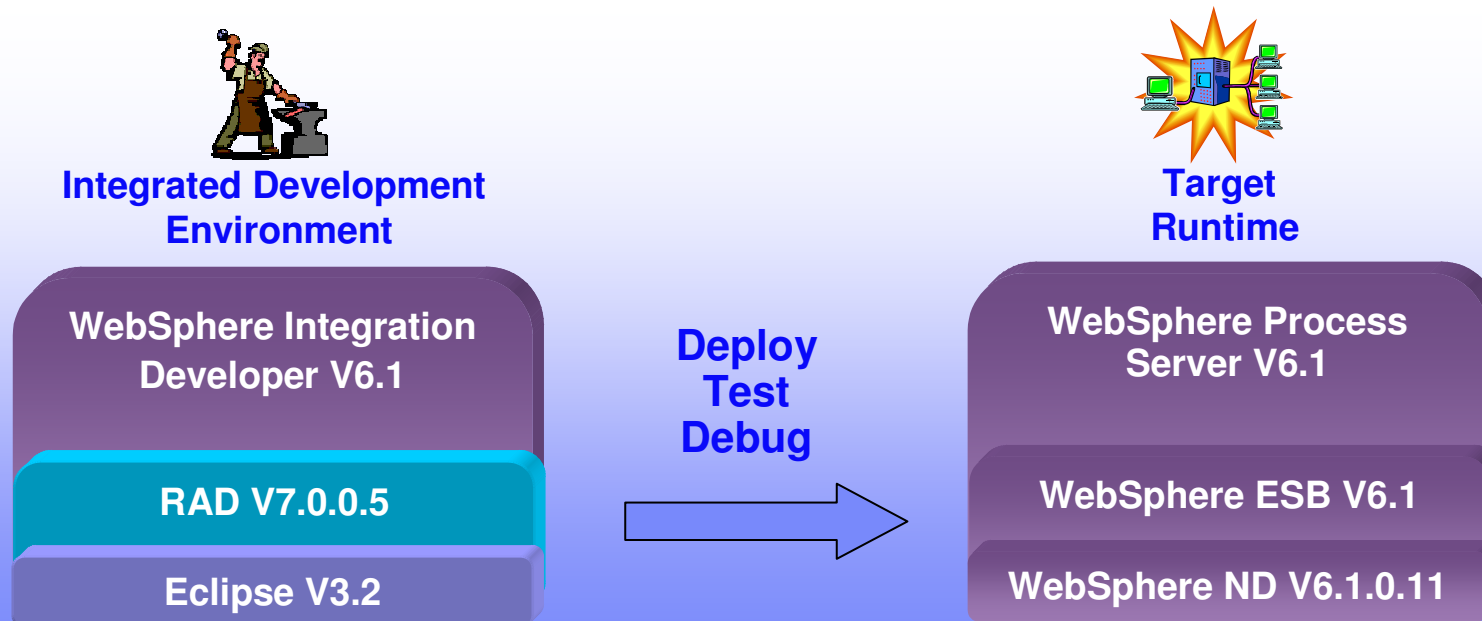 Integrated Development
Environment
WebSphere Integration
Developer V6.1
RAD V7.0.0.5
Eclipse V3.2
Deploy
Test
Debug
Target
Runtime
WebSphere Process
Server V6.1
WebSphere ESB V6.1
WebSphere ND V6.1.0.11